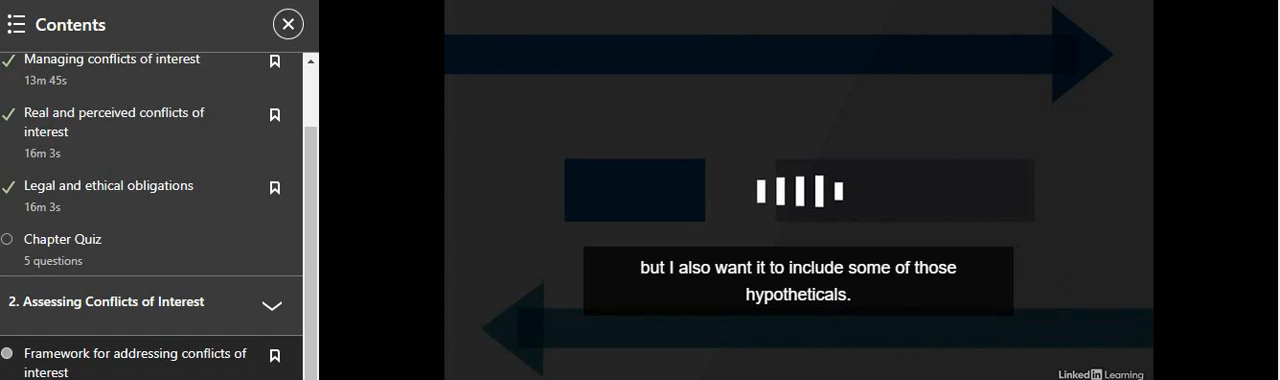 Contents
Managing conflicts of interest
13m 45s
Real and perceived conflicts of
interest
16m 3s
Legal and ethical obligations
16m 3s
Chapter Quiz
5 questions
2. Assessing Conflicts of Interest
Framework for addressing conflicts of
interest
but I also want it to include some of those
hypotheticals.
LinkedIn Learning